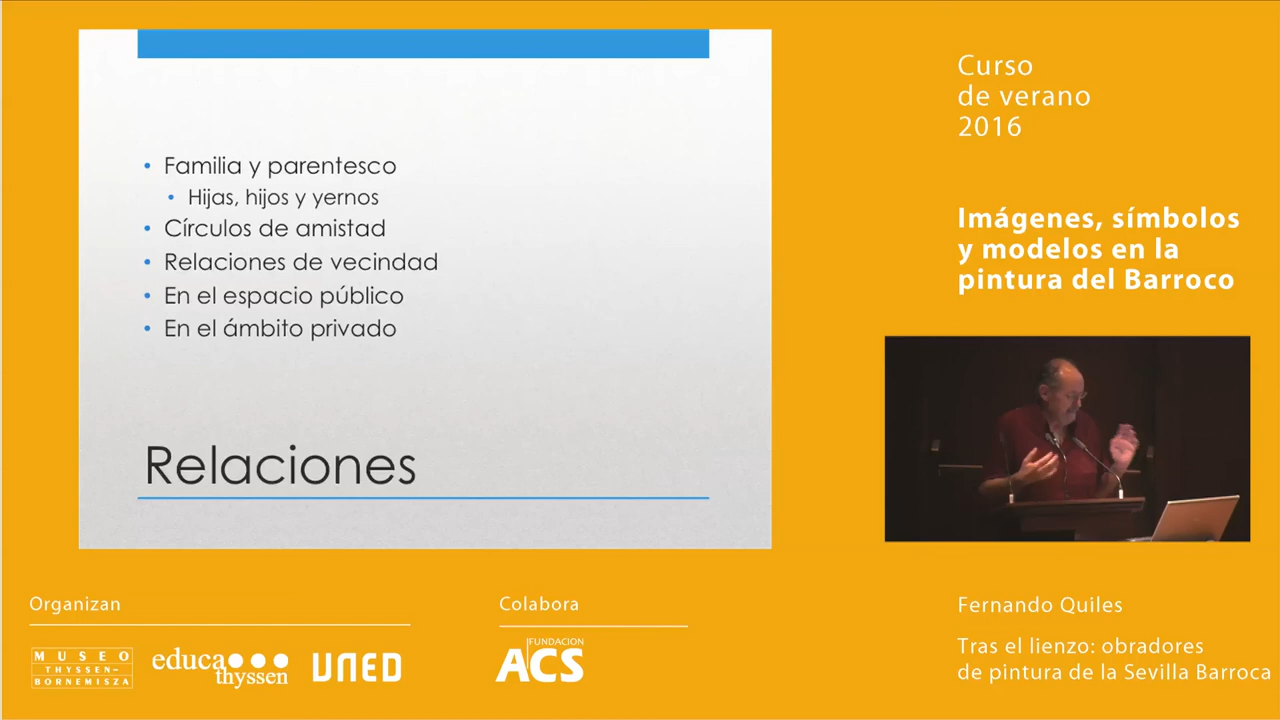 • Familia y parentesco
• Hijas, hijos y yernos
• Círculos de amistad
• Relaciones de vecindad
• En el espacio público
• En el ámbito privado
Relaciones
Curso
de verano
2016
Imágenes, símbolos
y modelos en la
pintura del Barroco
Organizan
MUSEO
THYSSEN-
BORNEMISZA
educa
thyssen
UNED
Colabora
FUNDACION
ACS
Fernando Quiles
Tras el lienzo: obradores
de pintura de la Sevilla Barroca